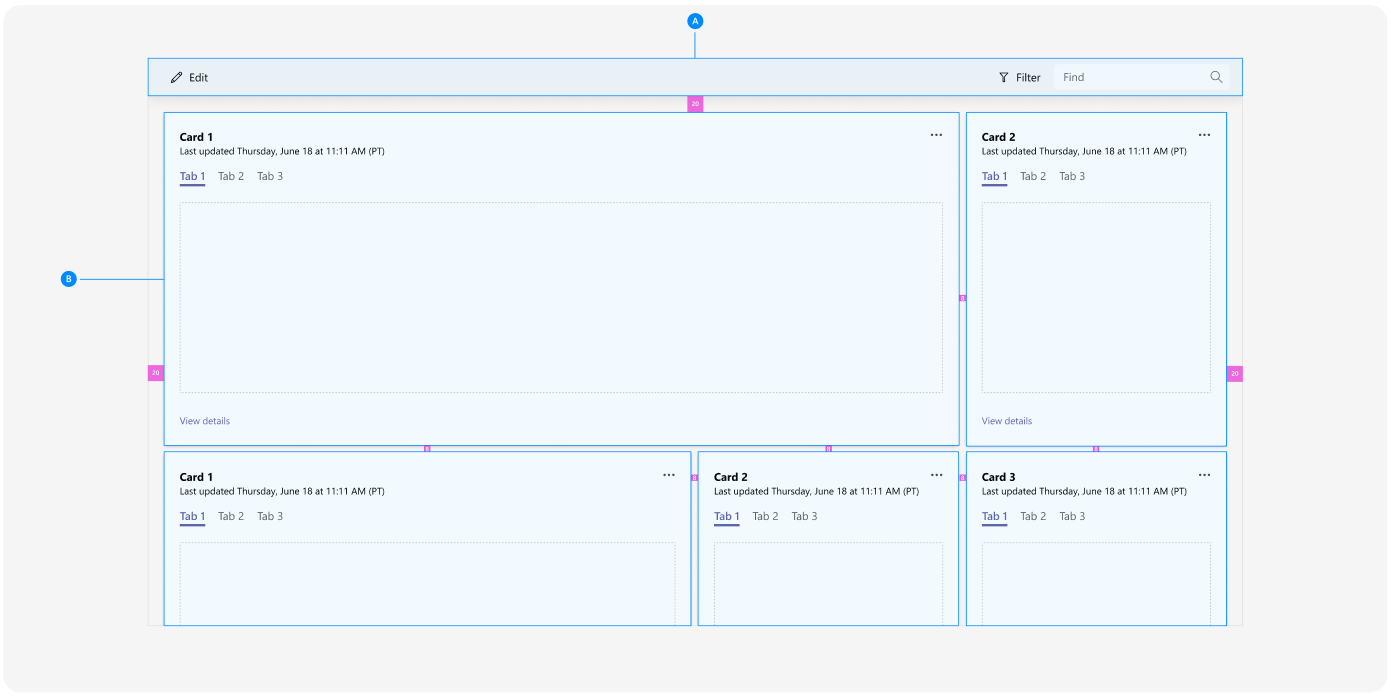 A
Edit
Filter
Find
20
Card 1
Last updated Thursday, June 18 at 11:11 AM (PT)
Tab 1 Tab 2 Tab 3
View details
Card 2
Last updated Thursday, June 18 at 11:11 AM (PT)
Tab 1 Tab 2 Tab 3
View details
B
8
20
20
Card 1
Last updated Thursday, June 18 at 11:11 AM (PT)
Tab 1 Tab 2 Tab 3
8
Card 2
Last updated Thursday, June 18 at 11:11 AM (PT)
Tab 1 Tab 2 Tab 3
8
Card 3
Last updated Thursday, June 18 at 11:11 AM (PT)
Tab 1 Tab 2 Tab 3